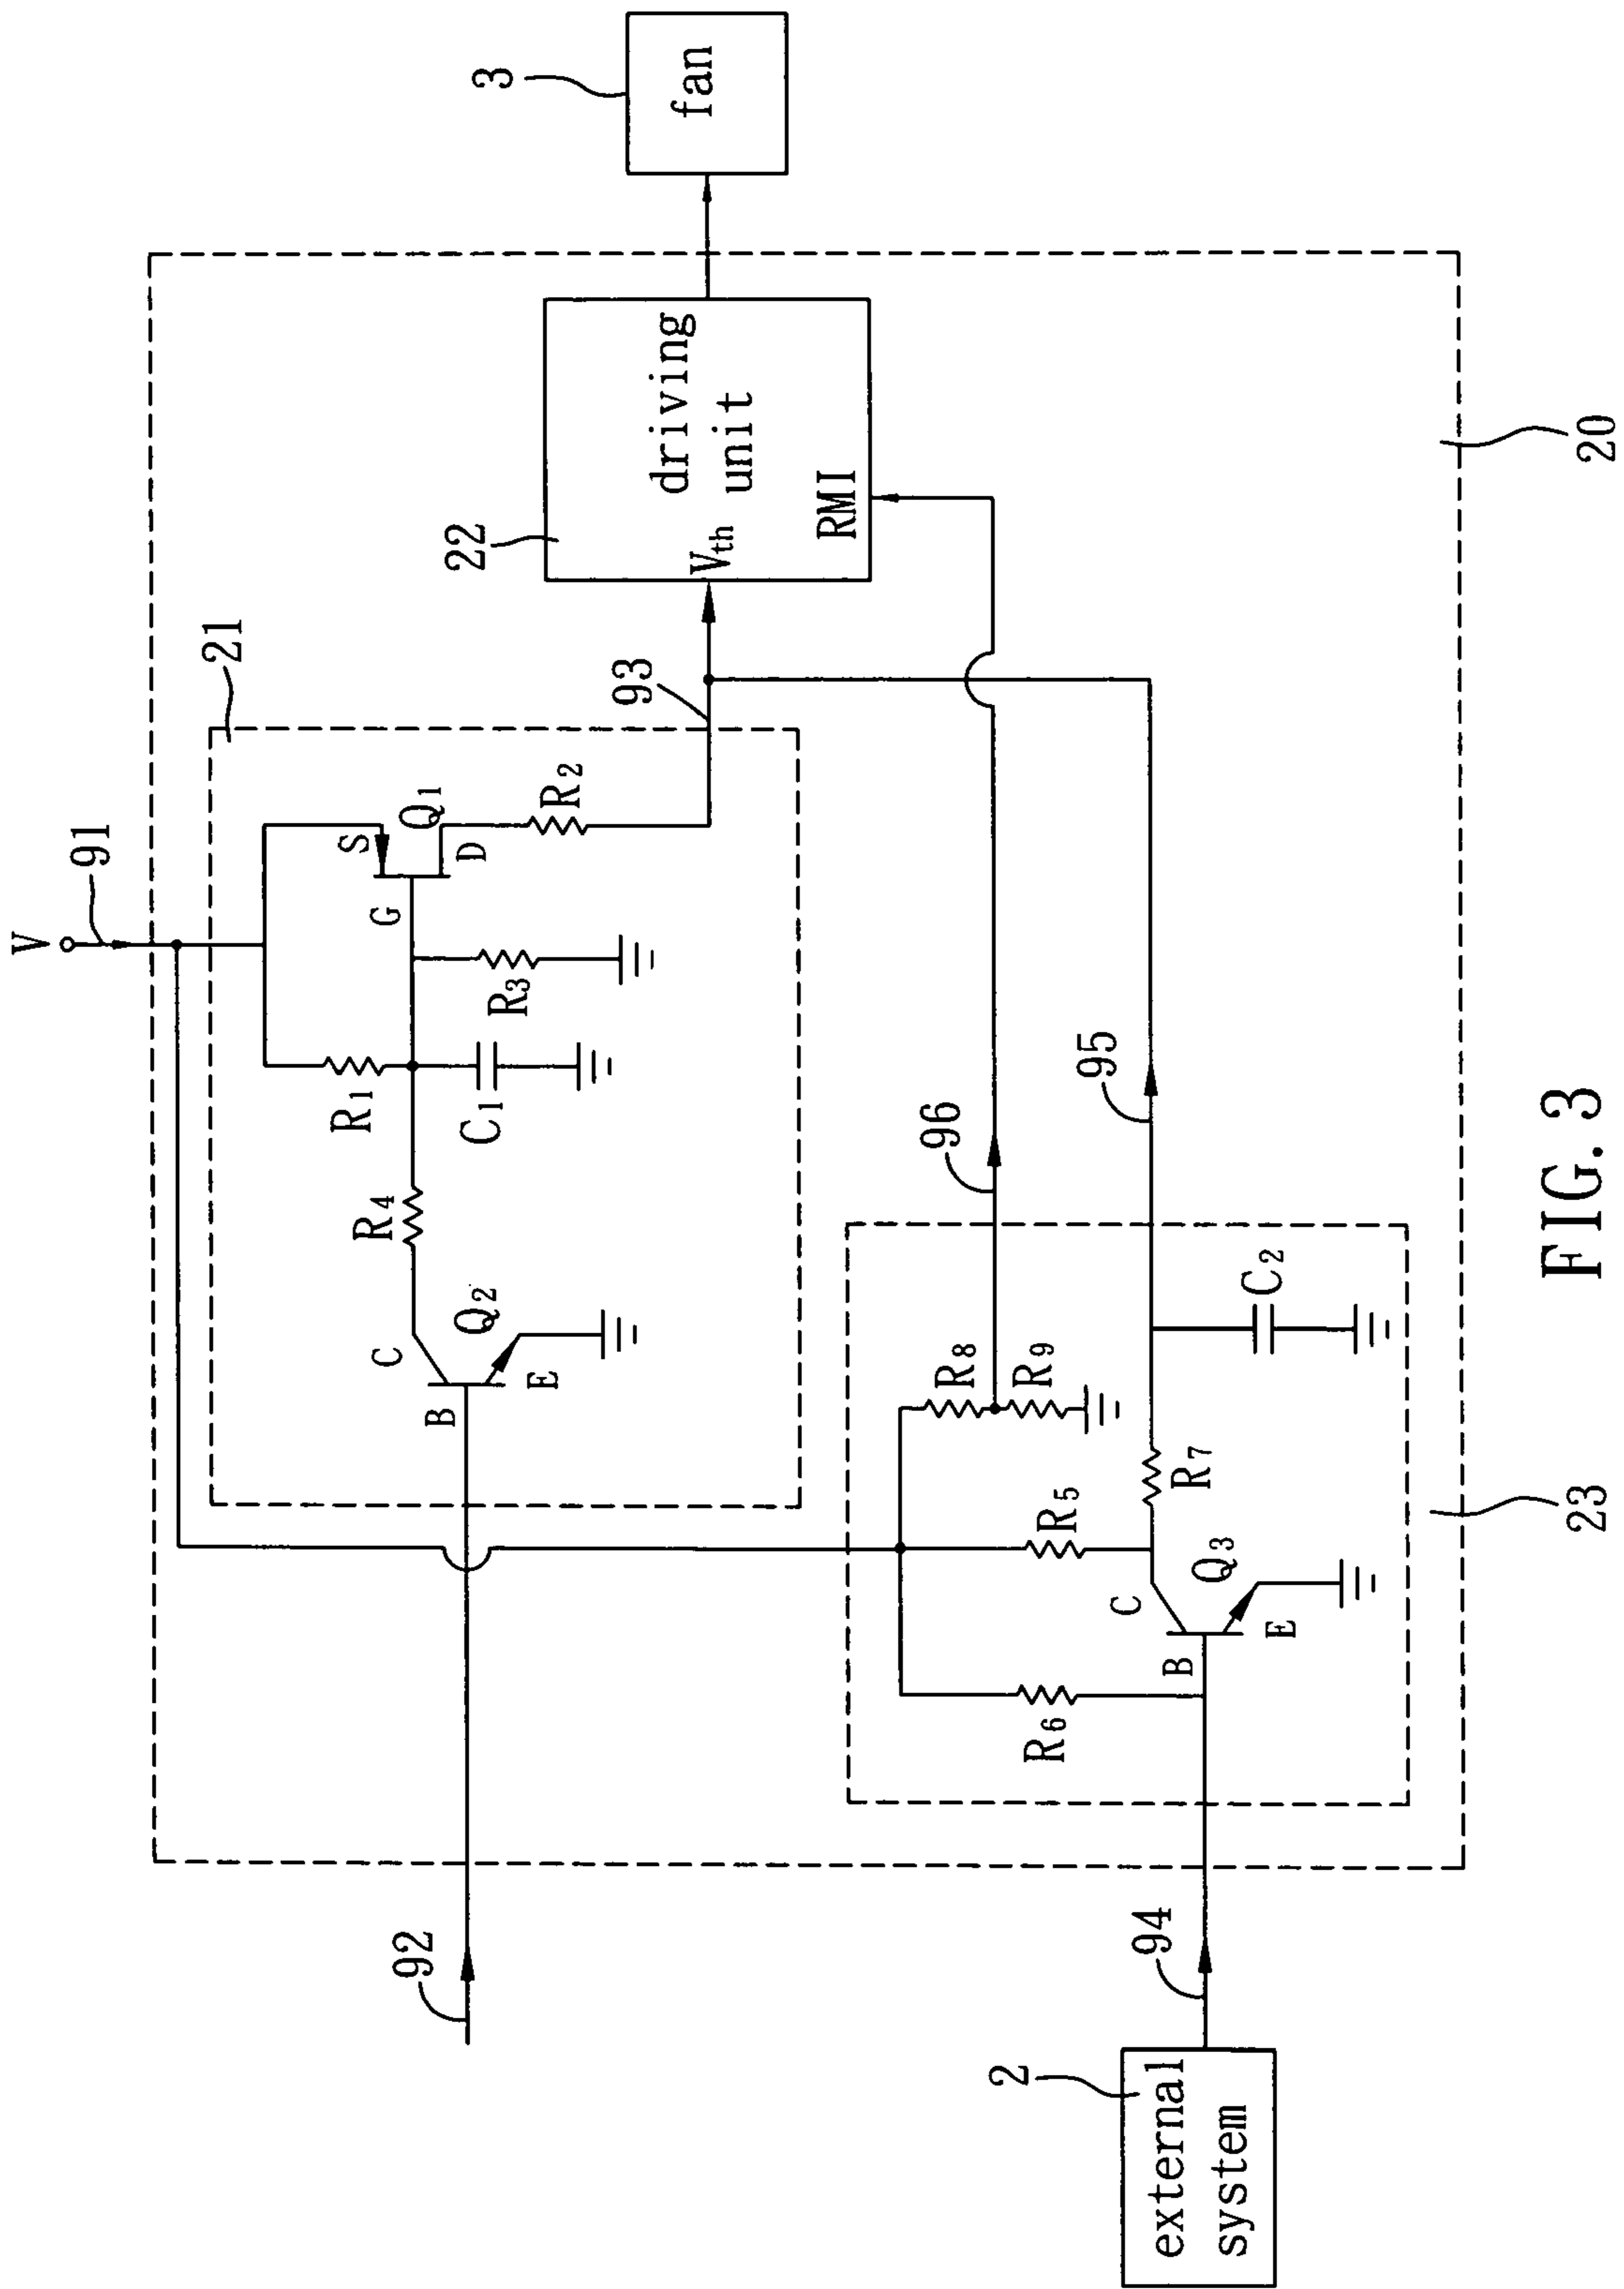 V
91
21
S
Q1
G
D
R2
R1
R3
C1
R4
C
Q2
B
E
93
22
driving
unit
Vth
RMI
3
fan
92
96
95
R8
R9
C2
R5
R7
R6
C
Q3
B
E
94
2
external
system
23
20
FIG. 3